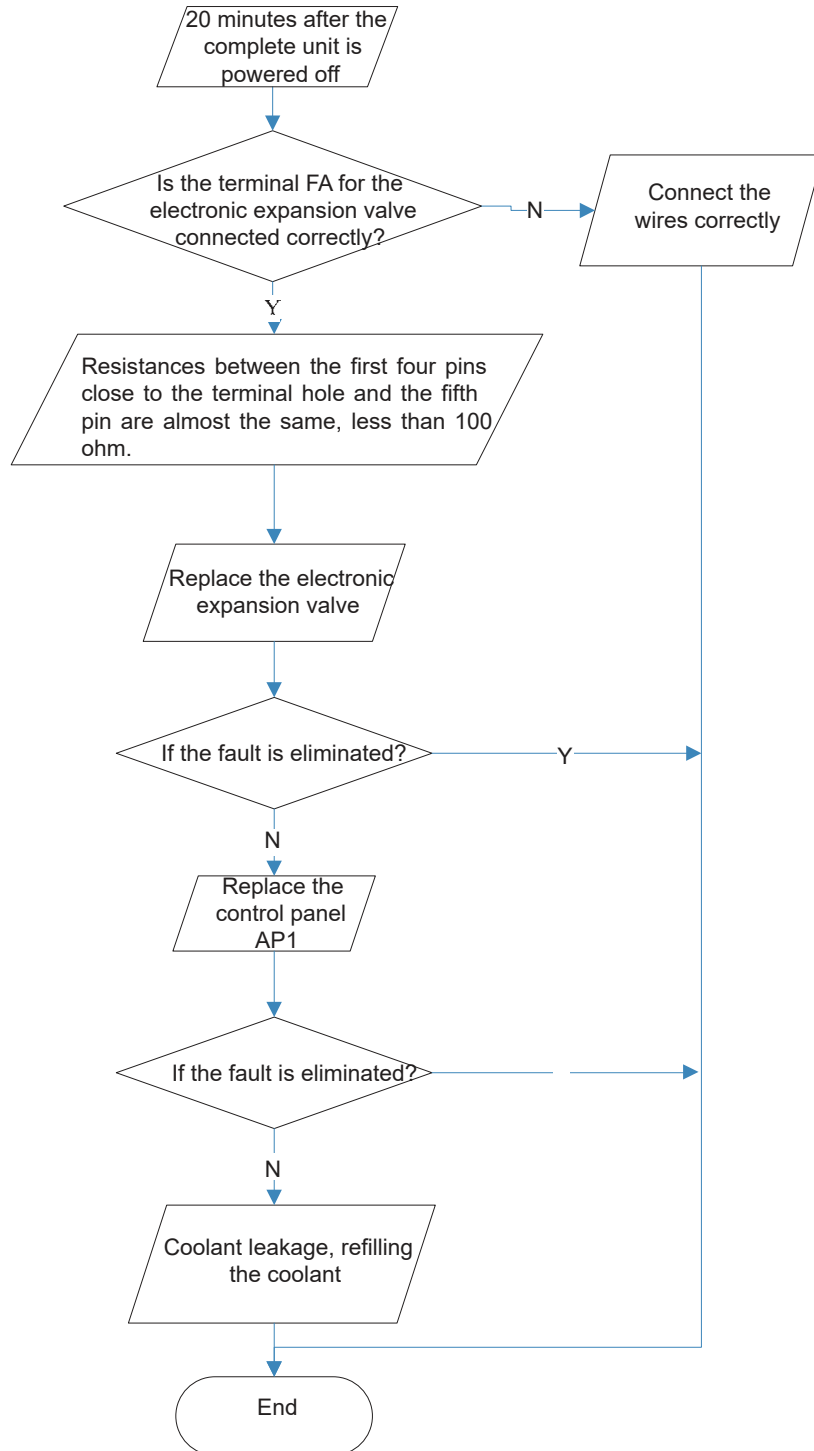 20 minutes after the
complete unit is
powered off
Is the terminal FA for the
electronic expansion valve
connected correctly?
N
Connect the
wires correctly
Y
Resistances between the first four pins
close to the terminal hole and the fifth
pin are almost the same, less than 100
ohm.
Replace the electronic
expansion valve
If the fault is eliminated?
Y
N
Replace the
control panel
AP1
If the fault is eliminated?
N
Coolant leakage, refilling
the coolant
End